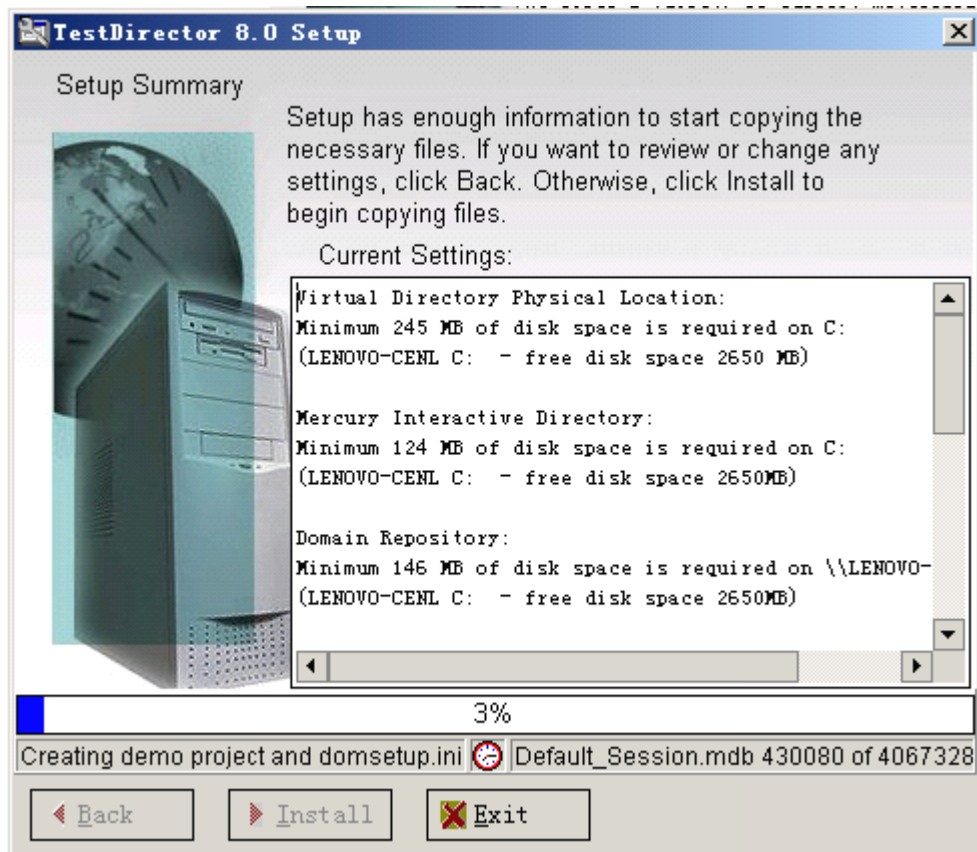 TestDirector 8.0 Setup
Setup Summary
Setup has enough information to start copying the
necessary files. If you want to review or change any
settings, click Back. Otherwise, click Install to
begin copying files.
Current Settings:
Virtual Directory Physical Location:
Minimum 245 MB of disk space is required on C:
(LENOVO-CENL C:  - free disk space 2650 MB)
Mercury Interactive Directory:
Minimum 124 MB of disk space is required on C:
(LENOVO-CENL C:  - free disk space 2650MB)
Domain Repository:
Minimum 146 MB of disk space is required on \\LENOVO-
(LENOVO-CENL C:  - free disk space 2650MB)
3%
Creating demo project and domsetup.ini
Default_Session.mdb 430080 of 4067328
Back
Install
Exit